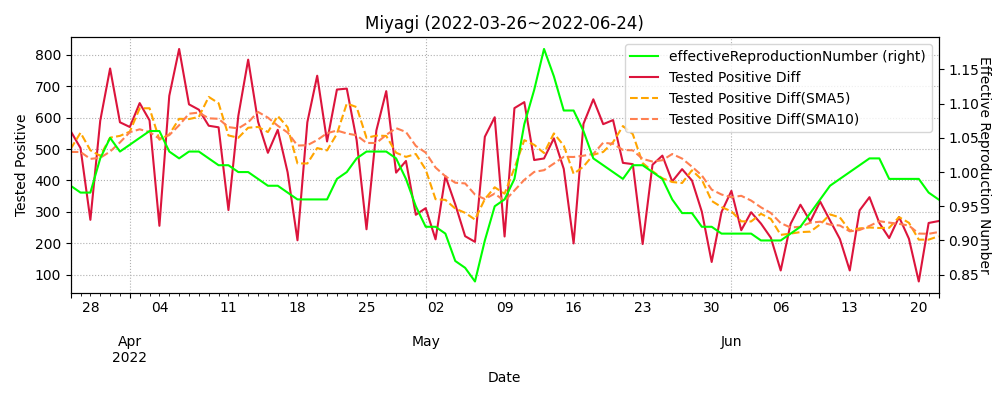 Miyagi (2022-03-26~2022-06-24)
effectiveReproductionNumber (right)
Tested Positive Diff
Tested Positive Diff(SMA5)
Tested Positive Diff(SMA10)
Tested Positive
800
700
600
500
400
300
200
100
Effective Reproduction Number
1.15
1.10
1.05
1.00
0.95
0.90
0.85
28 04 11 18 25 02 09 16 23 30 06 13 20
Apr May Jun
2022
Date